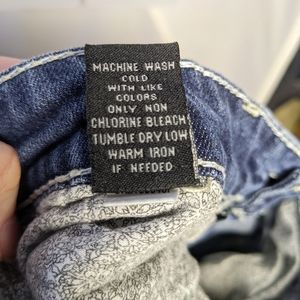 MACHINE WASH
COLD
WITH LIKE
COLORS
ONLY NON
CHLORINE BLEACH
TUMBLE DRY LOW
WARM IRON
IF NEEDED